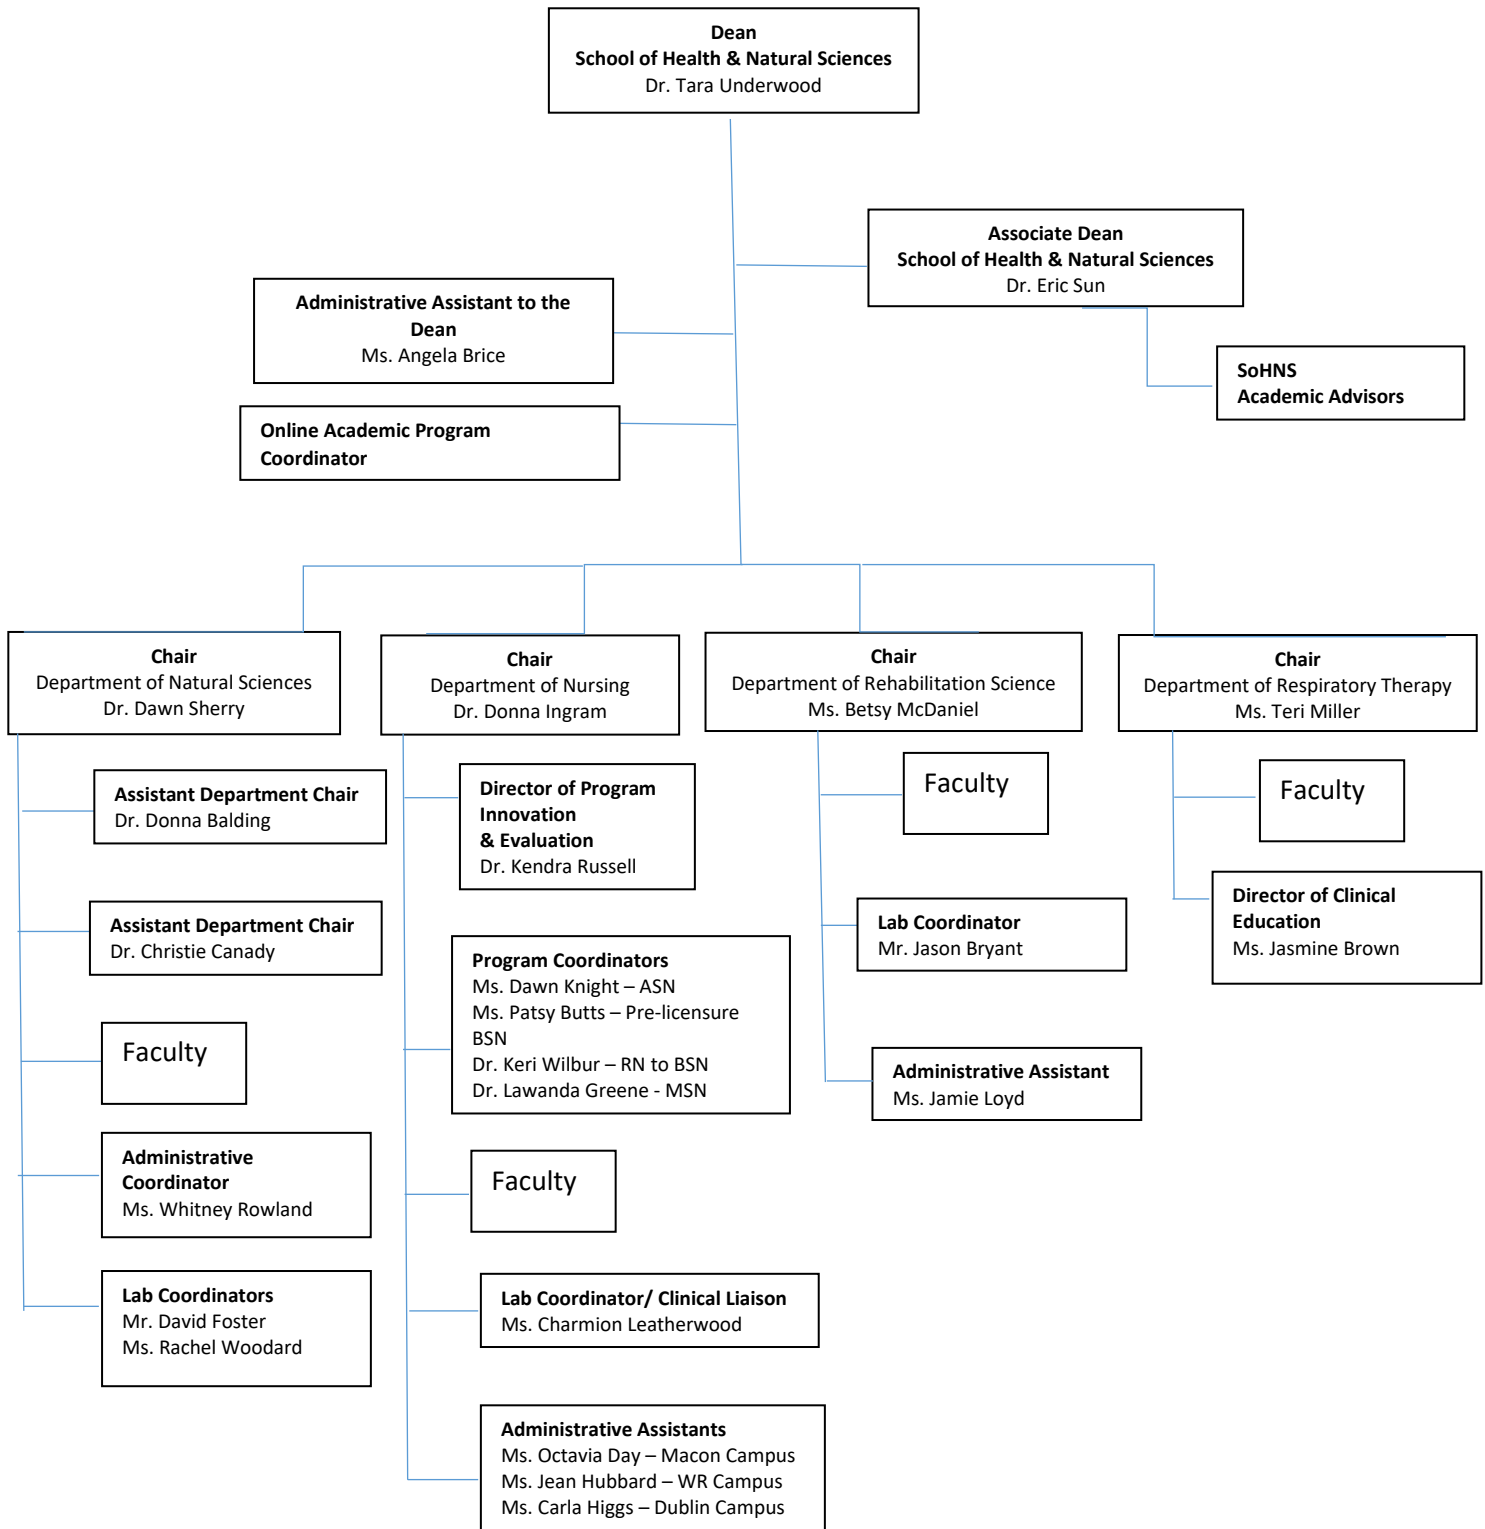 Dean
School of Health & Natural Sciences
Dr. Tara Underwood
Associate Dean
School of Health & Natural Sciences
Dr. Eric Sun
Administrative Assistant to the
Dean
Ms. Angela Brice
SoHNS
Academic Advisors
Online Academic Program
Coordinator
Chair
Department of Natural Sciences
Dr. Dawn Sherry
Chair
Department of Nursing
Dr. Donna Ingram
Chair
Department of Rehabilitation Science
Ms. Betsy McDaniel
Chair
Department of Respiratory Therapy
Ms. Teri Miller
Assistant Department Chair
Dr. Donna Balding
Assistant Department Chair
Dr. Christie Canady
Faculty
Administrative
Coordinator
Ms. Whitney Rowland
Lab Coordinators
Mr. David Foster
Ms. Rachel Woodard
Director of Program
Innovation
& Evaluation
Dr. Kendra Russell
Program Coordinators
Ms. Dawn Knight – ASN
Ms. Patsy Butts – Pre-licensure
BSN
Dr. Keri Wilbur – RN to BSN
Dr. Lawanda Greene - MSN
Faculty
Lab Coordinator/ Clinical Liaison
Ms. Charmion Leatherwood
Administrative Assistants
Ms. Octavia Day – Macon Campus
Ms. Jean Hubbard – WR Campus
Ms. Carla Higgs – Dublin Campus
Faculty
Lab Coordinator
Mr. Jason Bryant
Administrative Assistant
Ms. Jamie Loyd
Faculty
Director of Clinical
Education
Ms. Jasmine Brown